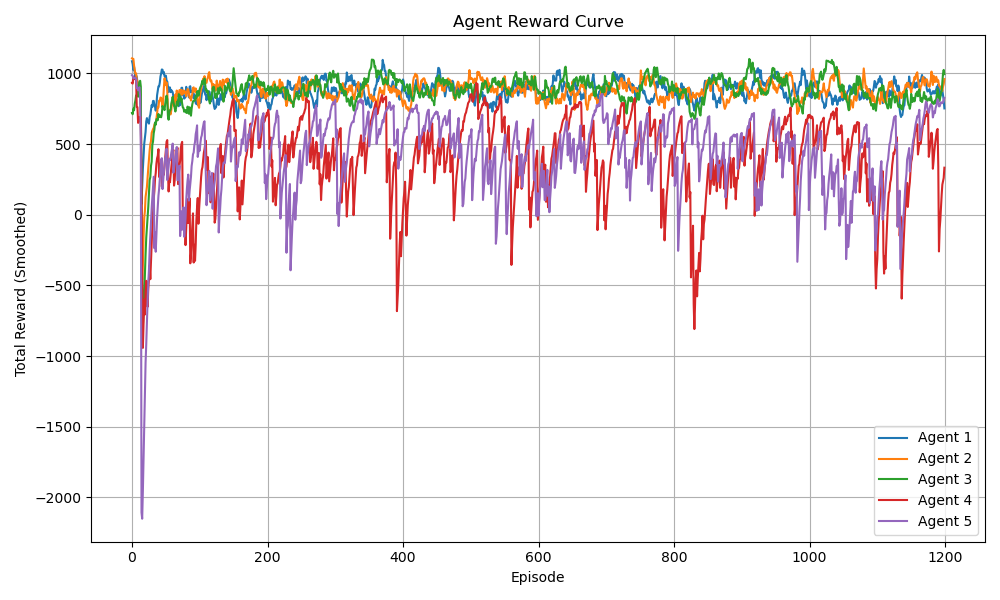 Agent Reward Curve
Total Reward (Smoothed)
1000
500
0
−500
−1000
−1500
−2000
0 200 400 600 800 1000 1200
Episode
Agent 1
Agent 2
Agent 3
Agent 4
Agent 5